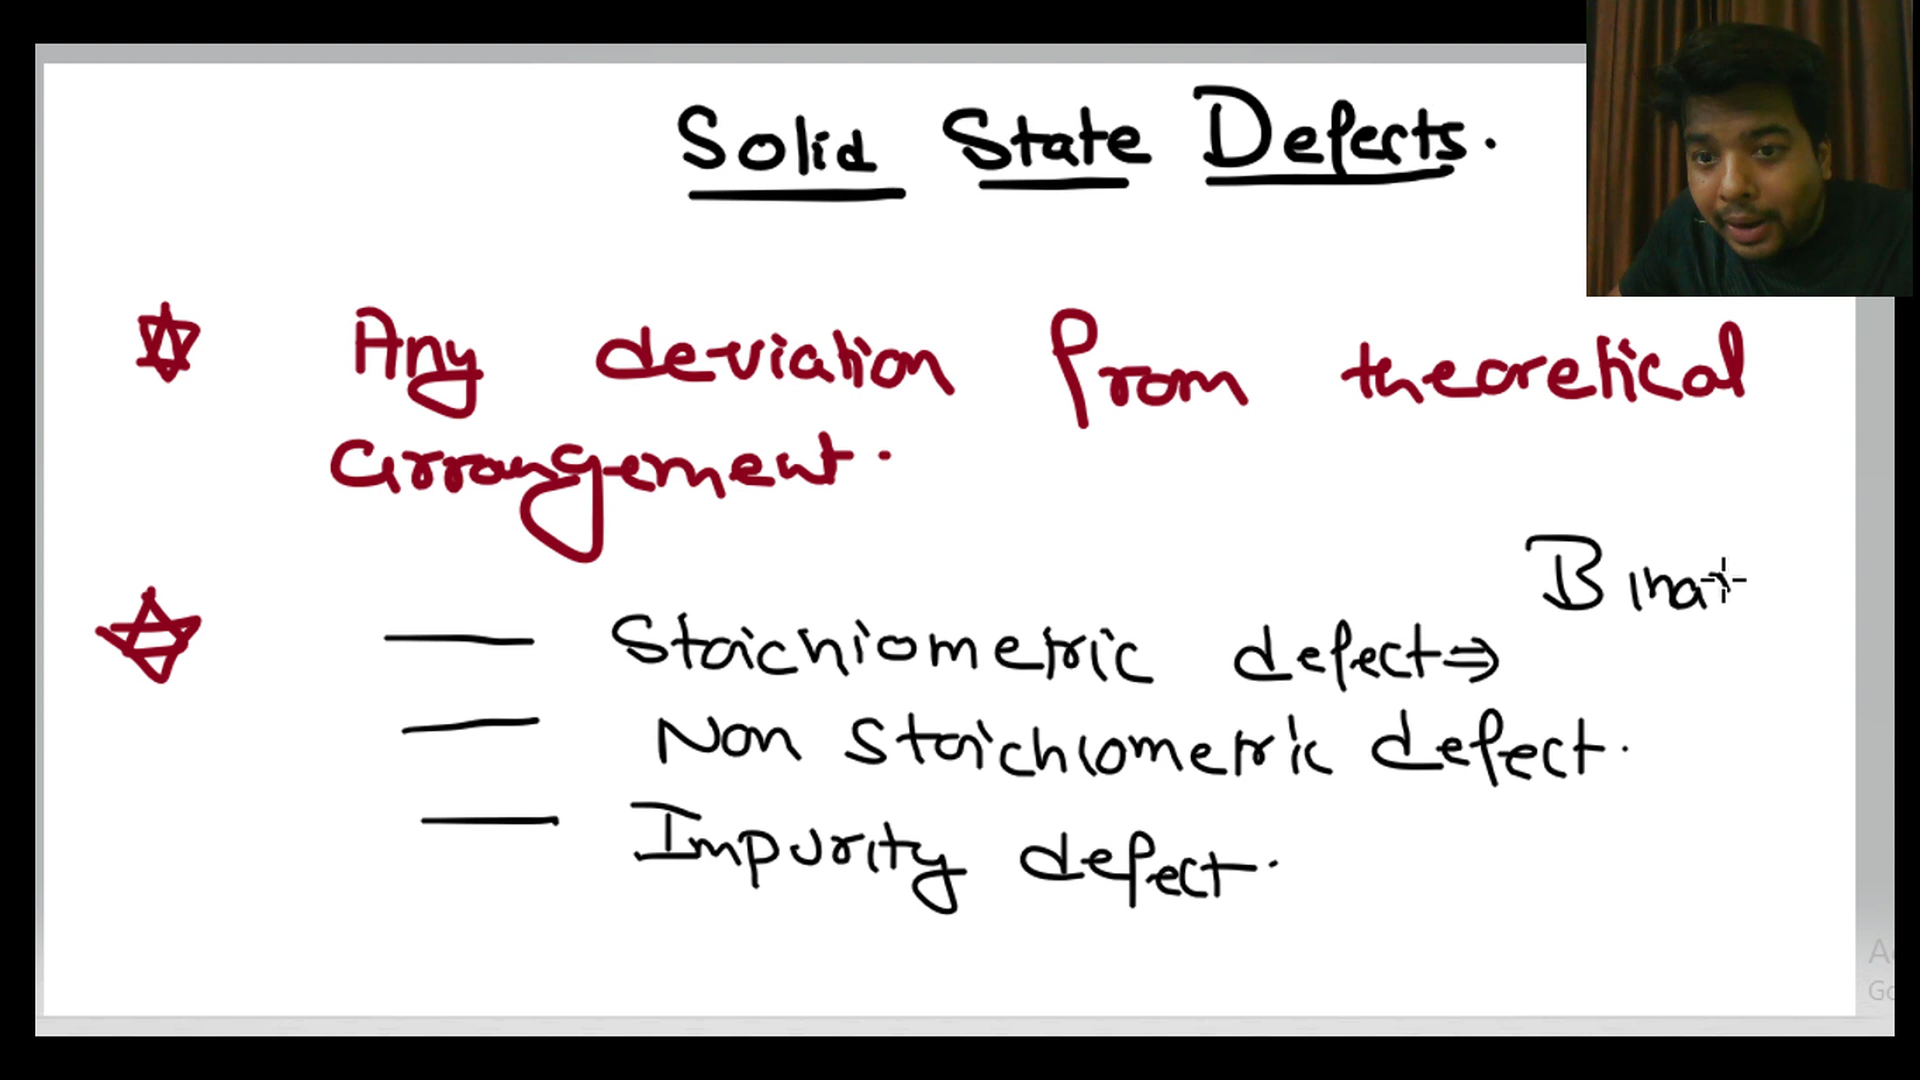 Solid State Defects.
Any deviation from theoretical
arrangement.
Bina
Stoichiometric defect⇒
Non Stoichiometric defect.
Impurity defect.